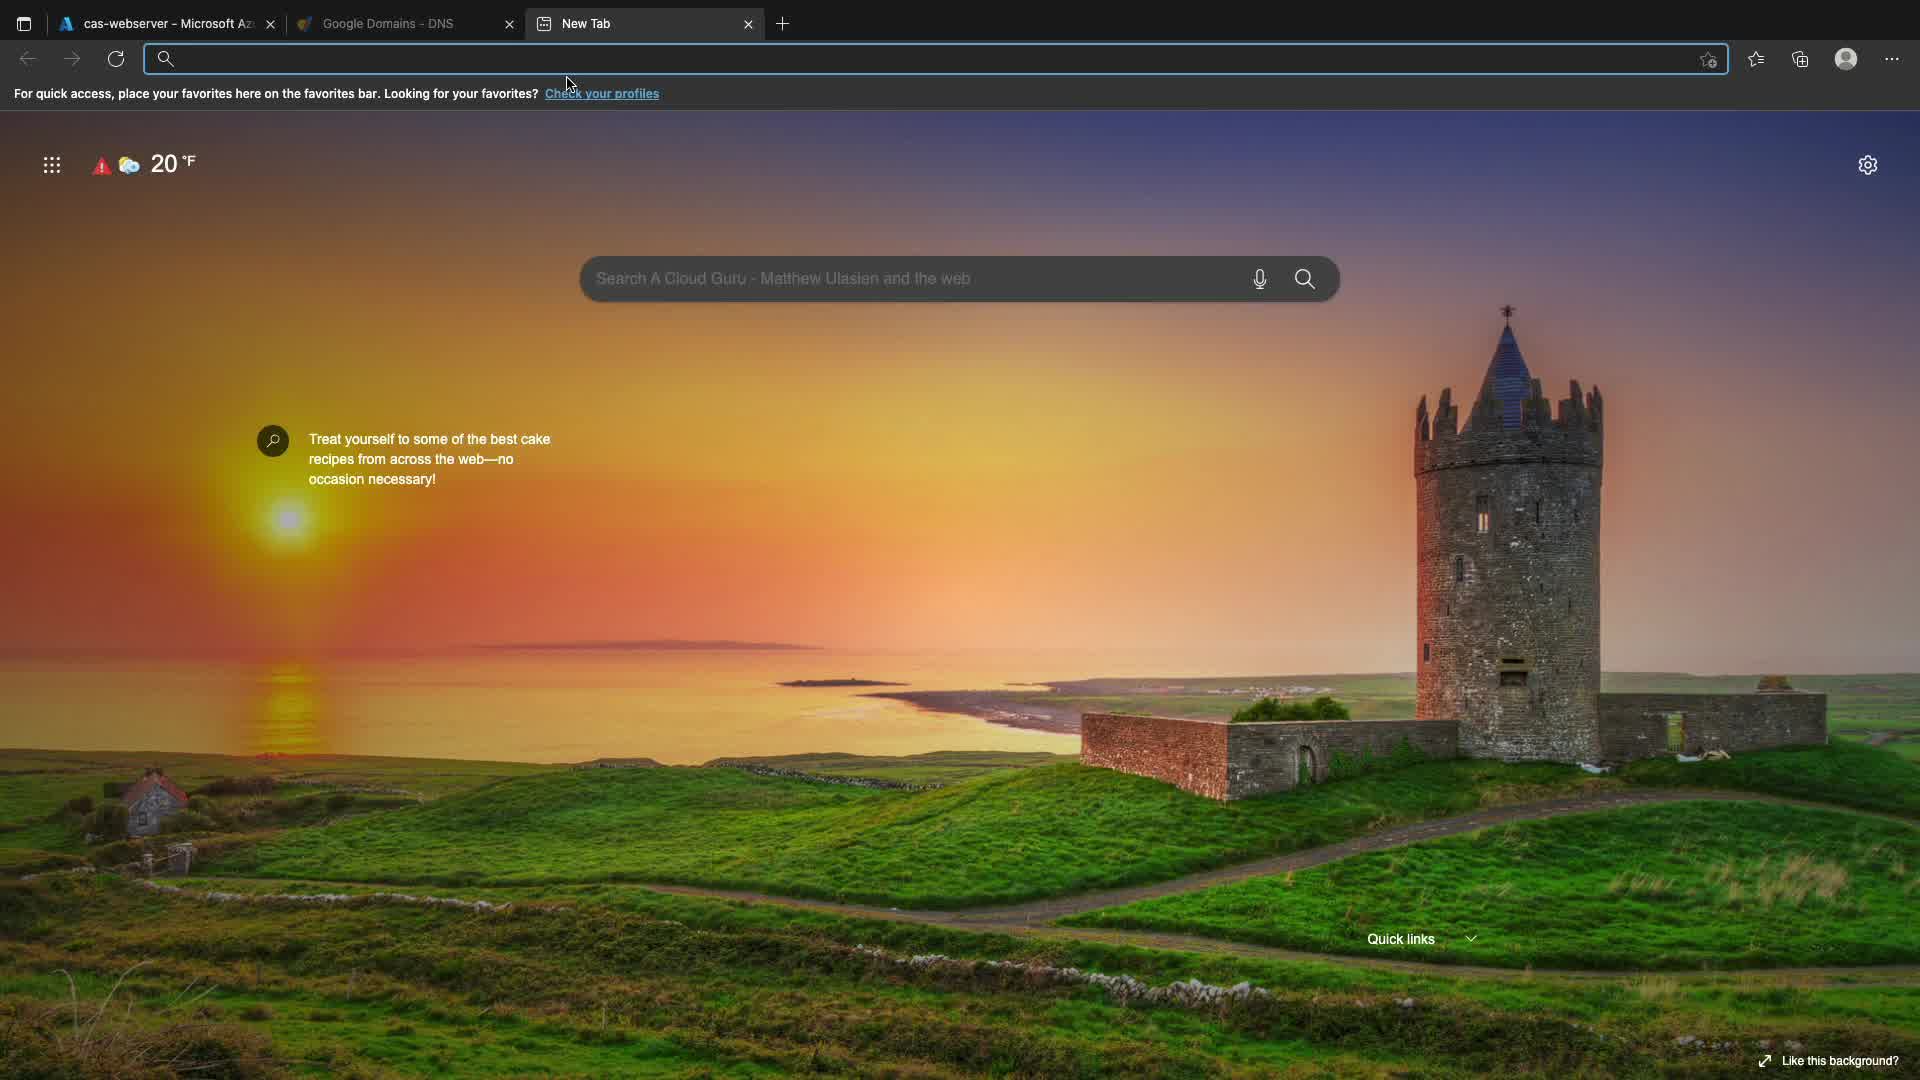 cas-webserver - Microsoft Az
Google Domains - DNS
New Tab
For quick access, place your favorites here on the favorites bar. Looking for your favorites? Check your profiles
20 °F
Search A Cloud Guru - Matthew Ulasien and the web
Treat yourself to some of the best cake
recipes from across the web—no
occasion necessary!
Quick links
Like this background?